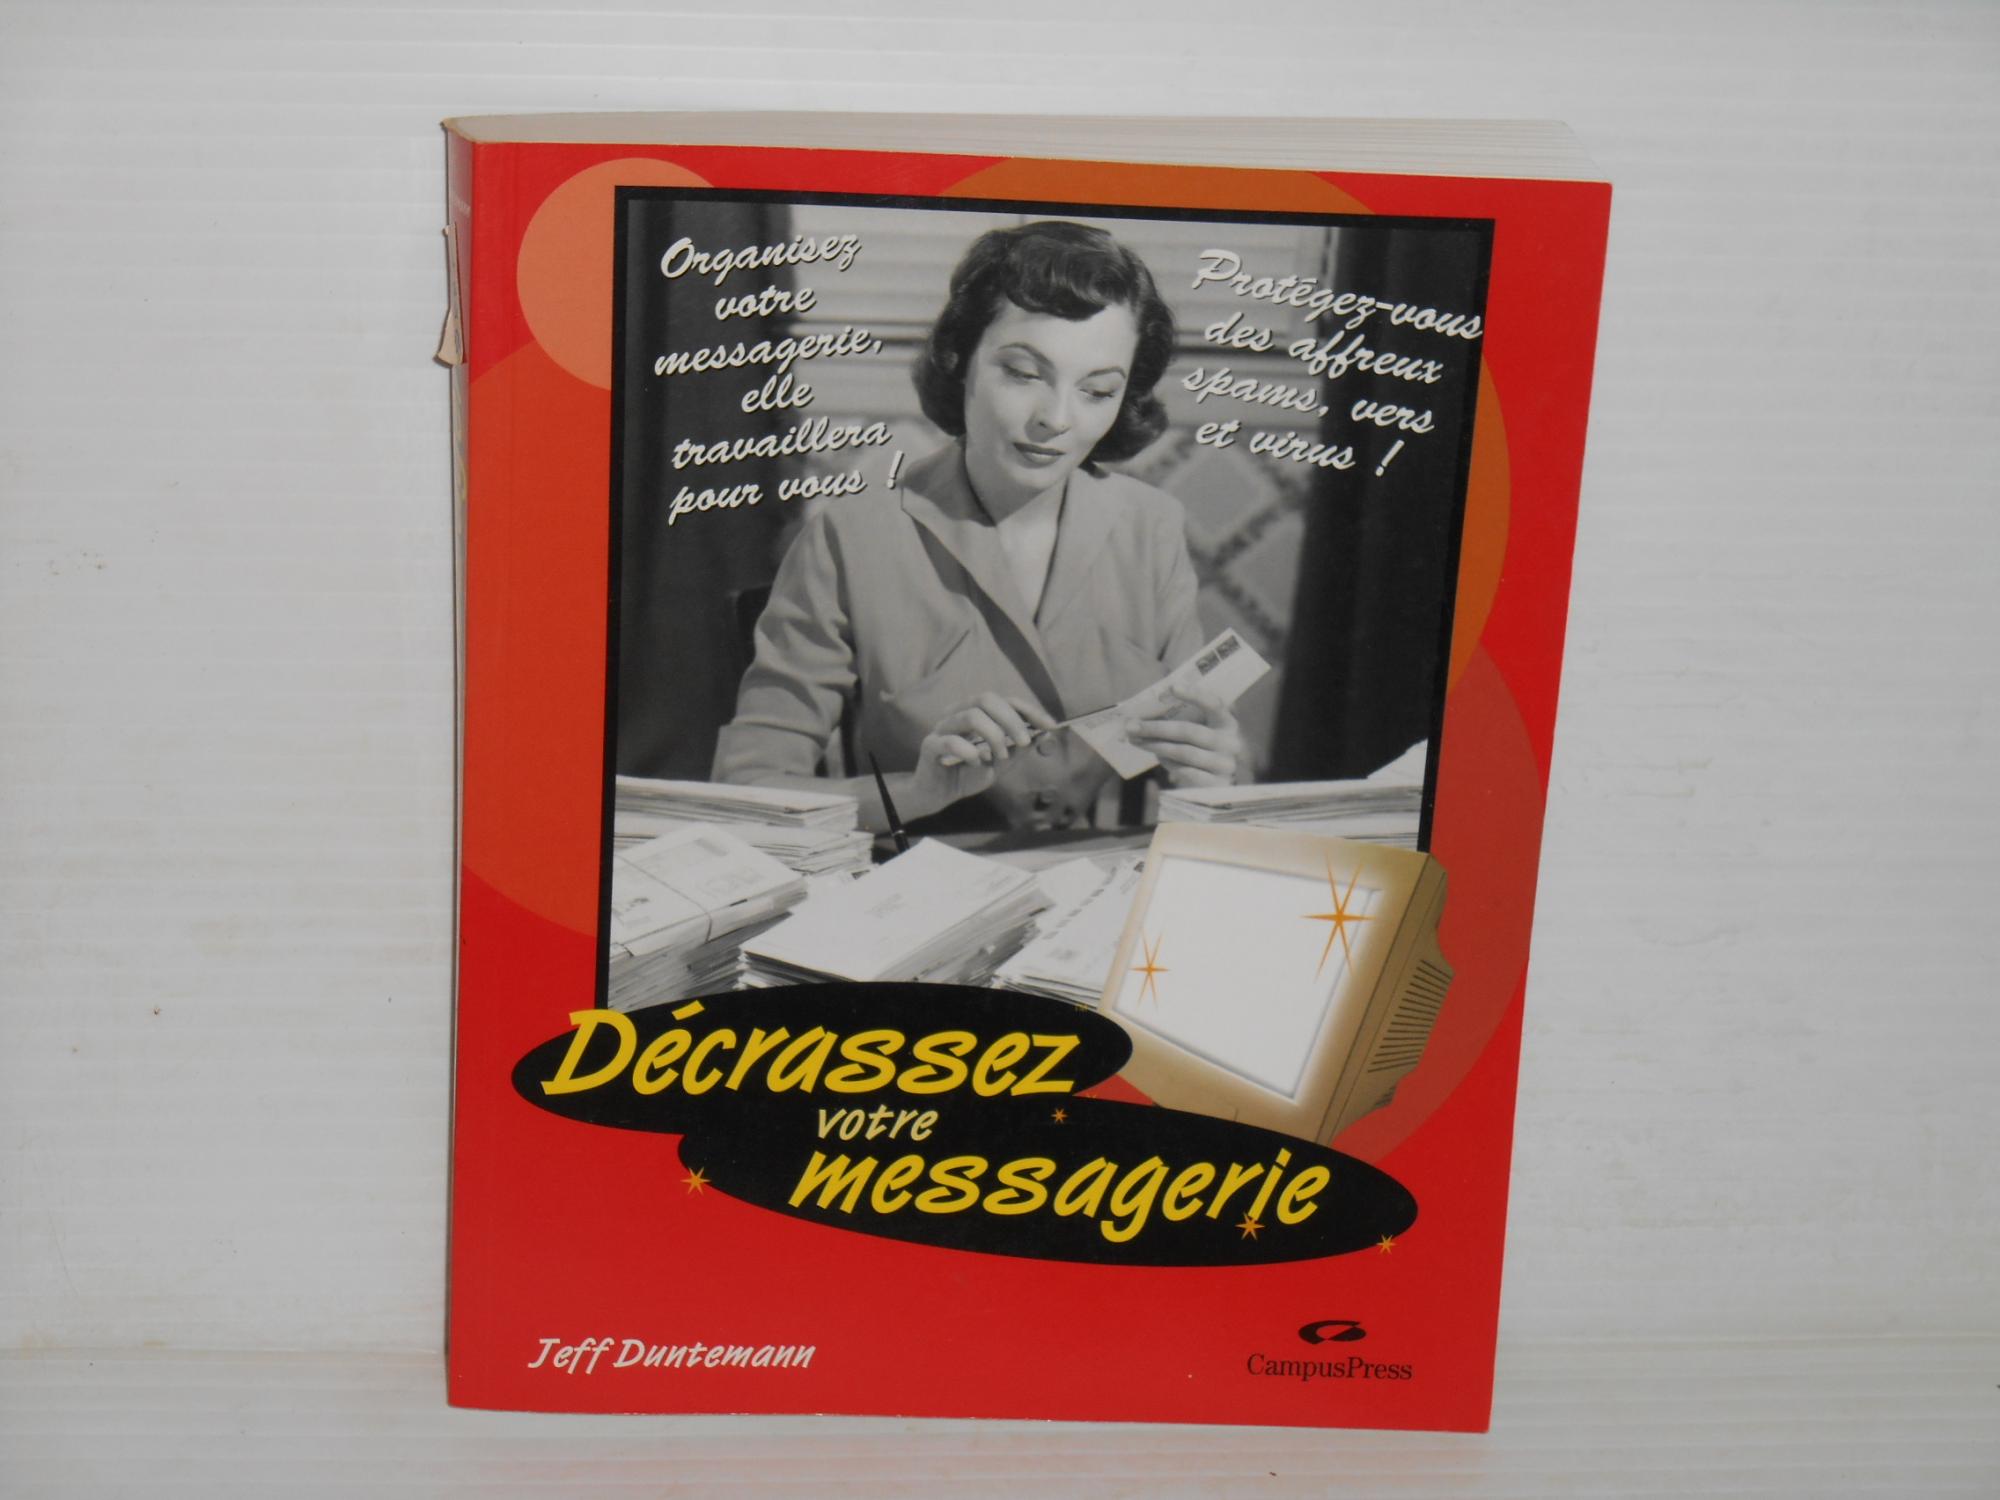 Organisez
votre
messagerie,
elle
travaillera
pour vous !
Protégez-vous
des affreux
spams, vers
et virus !
Décrassez
votre
messagerie
Jeff Duntemann
CampusPress